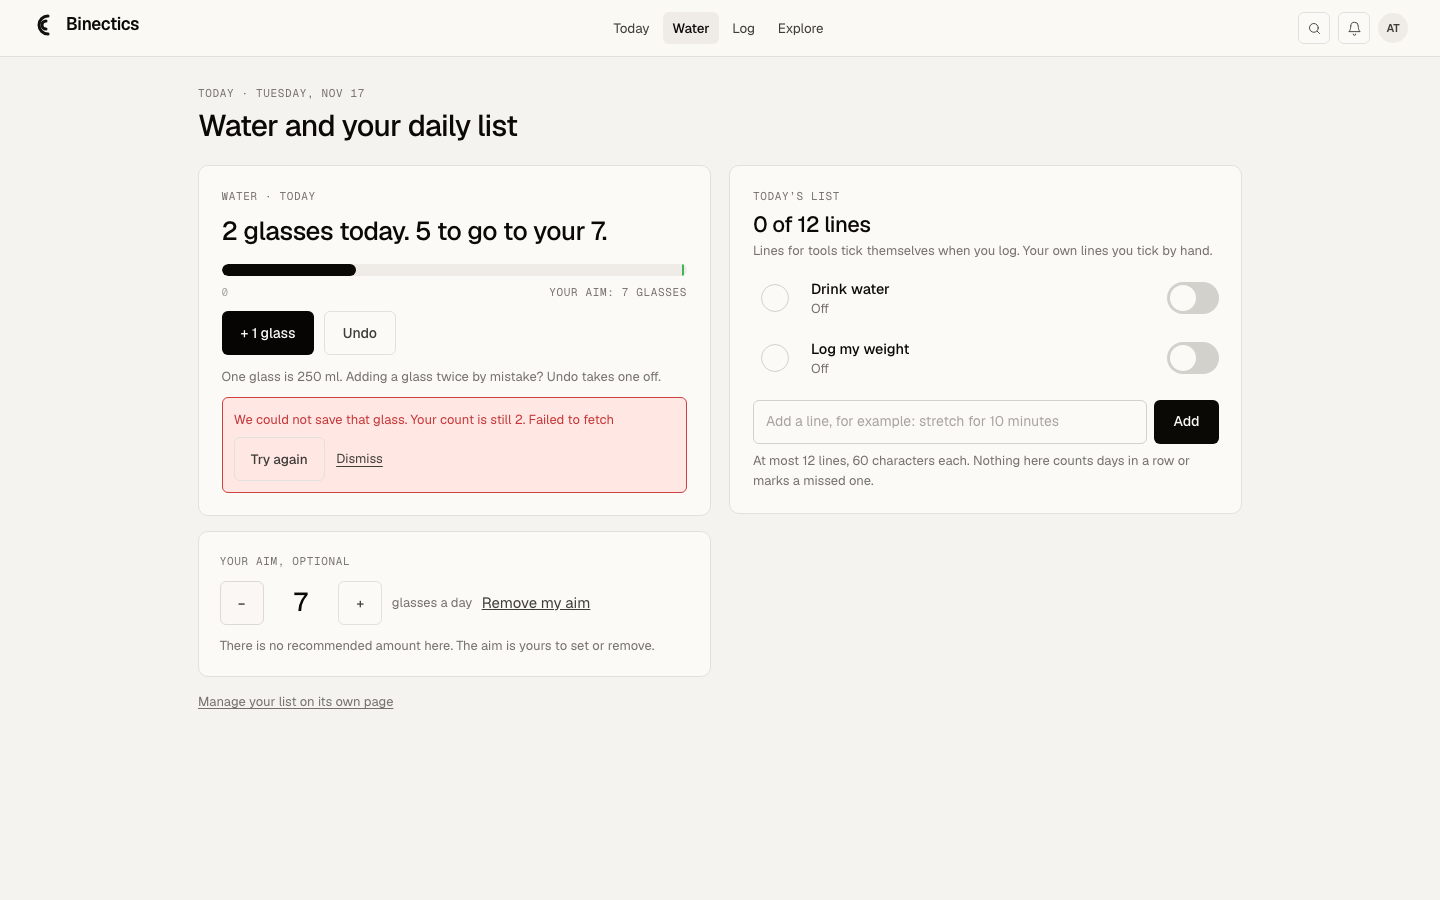 Binectics
Today
Water
Log
Explore
AT
TODAY · TUESDAY, NOV 17
Water and your daily list
WATER · TODAY
2 glasses today. 5 to go to your 7.
0
YOUR AIM: 7 GLASSES
+ 1 glass
Undo
One glass is 250 ml. Adding a glass twice by mistake? Undo takes one off.
We could not save that glass. Your count is still 2. Failed to fetch
Try again
Dismiss
YOUR AIM, OPTIONAL
−
7
+
glasses a day
Remove my aim
There is no recommended amount here. The aim is yours to set or remove.
Manage your list on its own page
TODAY'S LIST
0 of 12 lines
Lines for tools tick themselves when you log. Your own lines you tick by hand.
Drink water
Off
Log my weight
Off
Add a line, for example: stretch for 10 minutes
Add
At most 12 lines, 60 characters each. Nothing here counts days in a row or
marks a missed one.